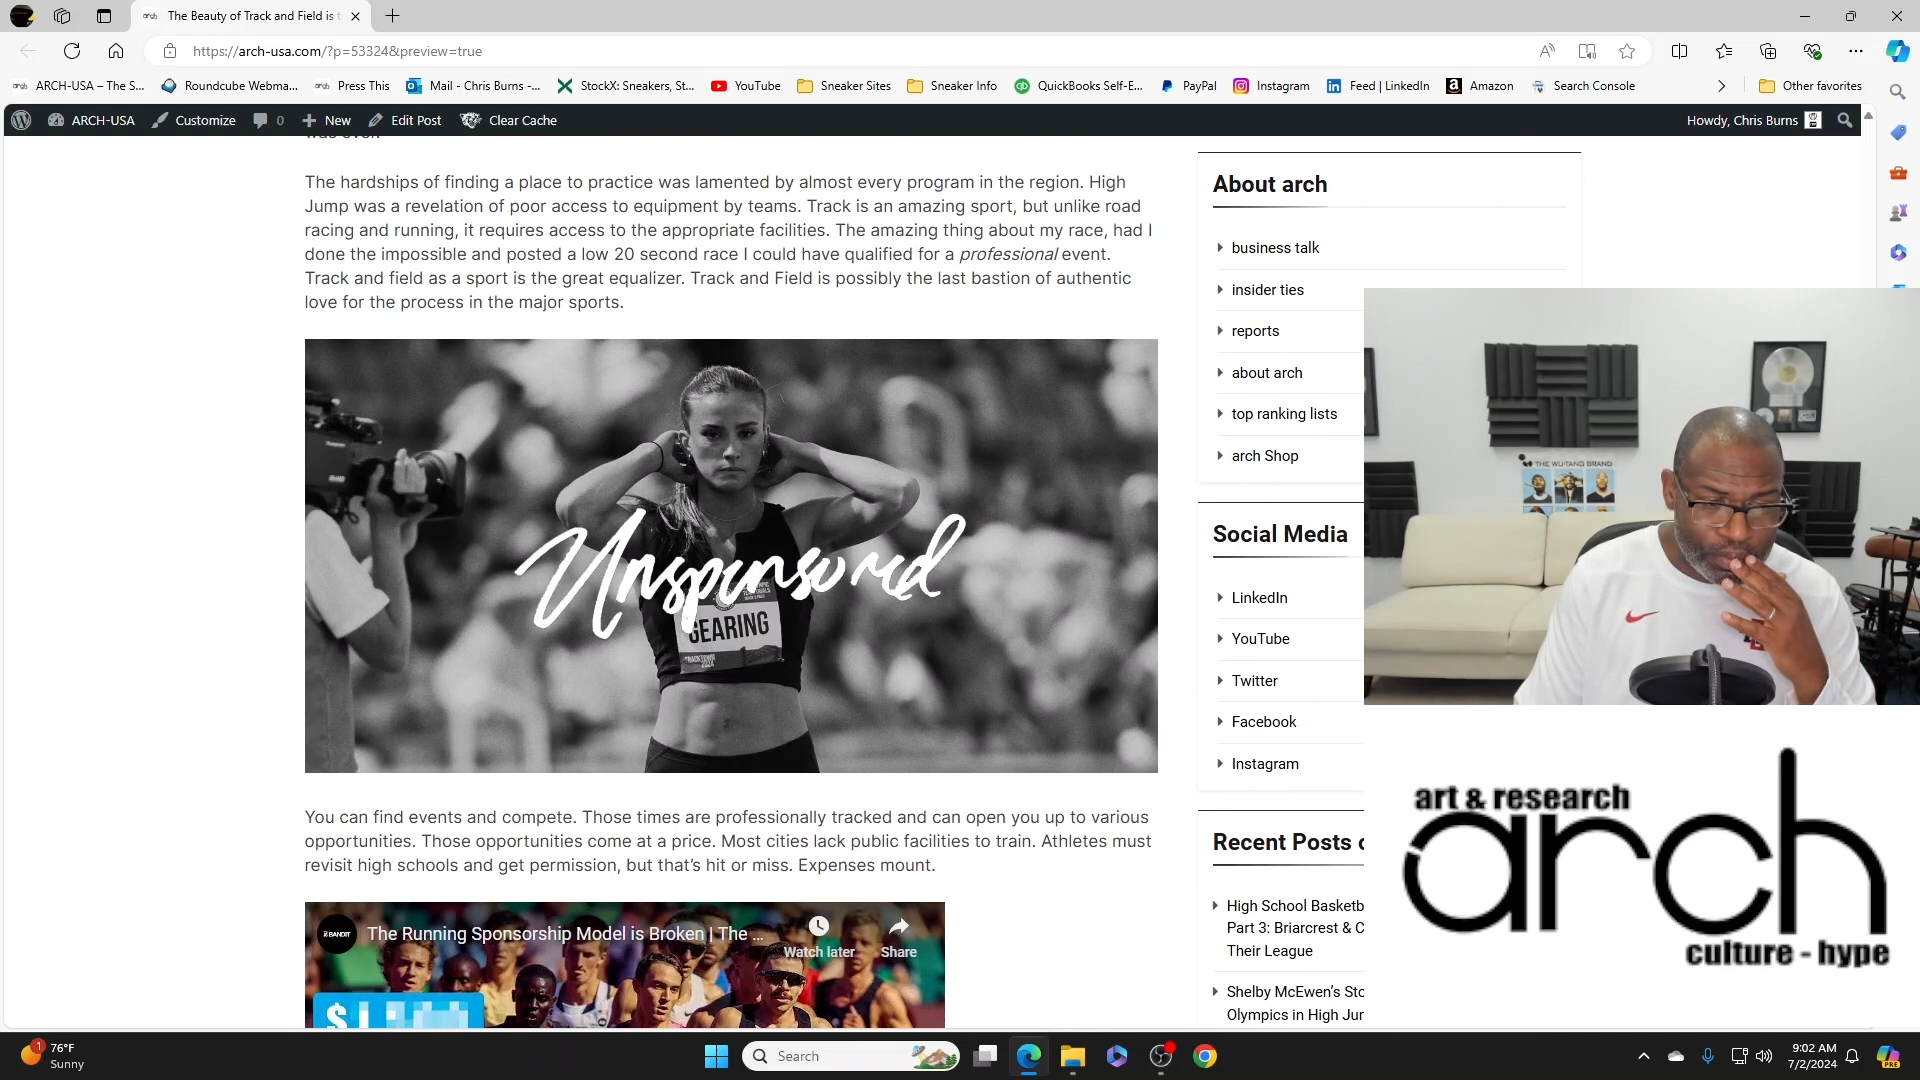 The Beauty of Track and Field is t
https://arch-usa.com/?p=53324&preview=true
ARCH-USA – The S...
Roundcube Webma...
Press This
Mail - Chris Burns -...
StockX: Sneakers, St...
YouTube
Sneaker Sites
Sneaker Info
QuickBooks Self-E...
PayPal
Instagram
Feed | LinkedIn
Amazon
Search Console
Other favorites
ARCH-USA
Customize
0
New
Edit Post
Clear Cache
Howdy, Chris Burns
The hardships of finding a place to practice was lamented by almost every program in the region. High
Jump was a revelation of poor access to equipment by teams. Track is an amazing sport, but unlike road
racing and running, it requires access to the appropriate facilities. The amazing thing about my race, had I
done the impossible and posted a low 20 second race I could have qualified for a professional event.
Track and field as a sport is the great equalizer. Track and Field is possibly the last bastion of authentic
love for the process in the major sports.
Unsponsored
GEARING
You can find events and compete. Those times are professionally tracked and can open you up to various
opportunities. Those opportunities come at a price. Most cities lack public facilities to train. Athletes must
revisit high schools and get permission, but that’s hit or miss. Expenses mount.
BANDIT
The Running Sponsorship Model is Broken | The ...
Watch later
Share
About arch
business talk
insider ties
reports
about arch
top ranking lists
arch Shop
Social Media
LinkedIn
YouTube
Twitter
Facebook
Instagram
Recent Posts
High School Basketb
Part 3: Briarcrest & C
Their League
Shelby McEwen’s Sto
Olympics in High Jur
THE WU-TANG BRAND
art & research
arch
culture - hype
1
76°F
Sunny
Search
9:02 AM
7/2/2024
PRE